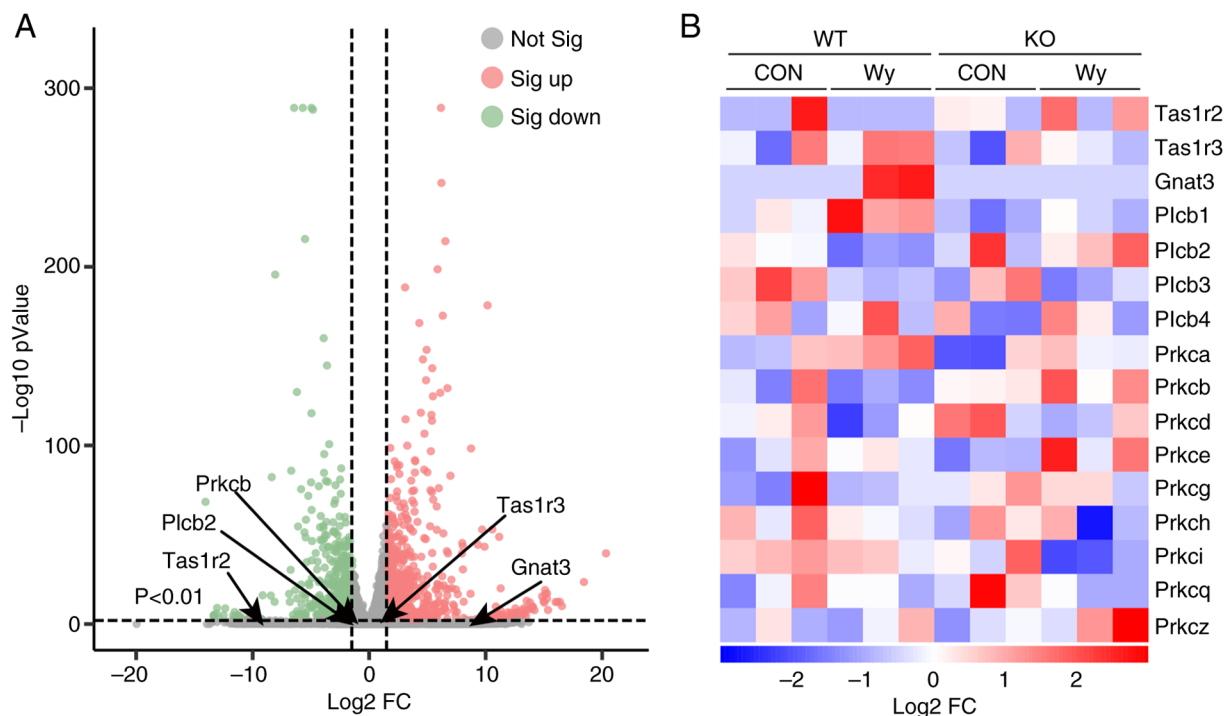 A
–Log10 pValue
300
200
100
0
Not Sig
Sig up
Sig down
Prkcb
Plcb2
Tas1r2
P<0.01
Tas1r3
Gnat3
–20
–10
0
10
20
Log2 FC
B
WT
KO
CON
Wy
CON
Wy
Tas1r2
Tas1r3
Gnat3
Plcb1
Plcb2
Plcb3
Plcb4
Prkca
Prkcb
Prkcd
Prkce
Prkcg
Prkch
Prkci
Prkcq
Prkcz
–2
–1
0
1
2
Log2 FC